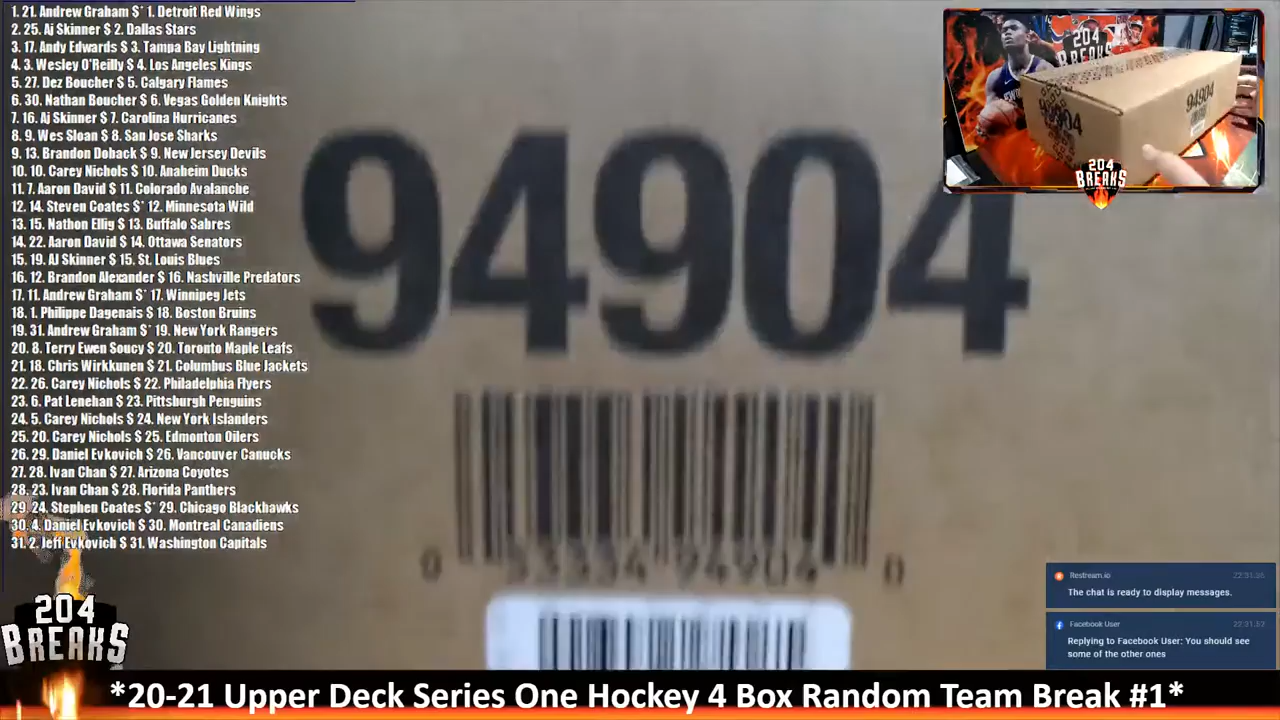 1. 21. Andrew Graham $* 1. Detroit Red Wings
2. 25. Aj Skinner $ 2. Dallas Stars
3. 17. Andy Edwards $ 3. Tampa Bay Lightning
4. 3. Wesley O'Reilly $ 4. Los Angeles Kings
5. 27. Dez Boucher $ 5. Calgary Flames
6. 30. Nathan Boucher $ 6. Vegas Golden Knights
7. 16. Aj Skinner $ 7. Carolina Hurricanes
8. 9. Wes Sloan $ 8. San Jose Sharks
9. 13. Brandon Dohack $ 9. New Jersey Devils
10. 10. Carey Nichols $ 10. Anaheim Ducks
11. 7. Aaron David $ 11. Colorado Avalanche
12. 14. Steven Coates $* 12. Minnesota Wild
13. 15. Nathon Ellig $ 13. Buffalo Sabres
14. 22. Aaron David $ 14. Ottawa Senators
15. 19. AJ Skinner $ 15. St. Louis Blues
16. 12. Brandon Alexander $ 16. Nashville Predators
17. 11. Andrew Graham $* 17. Winnipeg Jets
18. 1. Philippe Dagenais $ 18. Boston Bruins
19. 31. Andrew Graham $* 19. New York Rangers
20. 8. Terry Ewen Soucy $ 20. Toronto Maple Leafs
21. 18. Chris Wirkkunen $ 21. Columbus Blue Jackets
22. 26. Carey Nichols $ 22. Philadelphia Flyers
23. 6. Pat Lenehan $ 23. Pittsburgh Penguins
24. 5. Carey Nichols $ 24. New York Islanders
25. 20. Carey Nichols $ 25. Edmonton Oilers
26. 29. Daniel Evkovich $ 26. Vancouver Canucks
27. 28. Ivan Chan $ 27. Arizona Coyotes
28. 23. Ivan Chan $ 28. Florida Panthers
29. 24. Stephen Coates $* 29. Chicago Blackhawks
30. 4. Daniel Evkovich $ 30. Montreal Canadiens
31. 2. Jeff Evkovich $ 31. Washington Capitals
94904
0 53334 94904 0
204
BREAKS
94904
94904
204
BREAKS
Restream.io 22:31:35
The chat is ready to display messages.
Facebook User
Replying to Facebook User: You should see
some of the other ones
204
BREAKS
*20-21 Upper Deck Series One Hockey 4 Box Random Team Break #1*